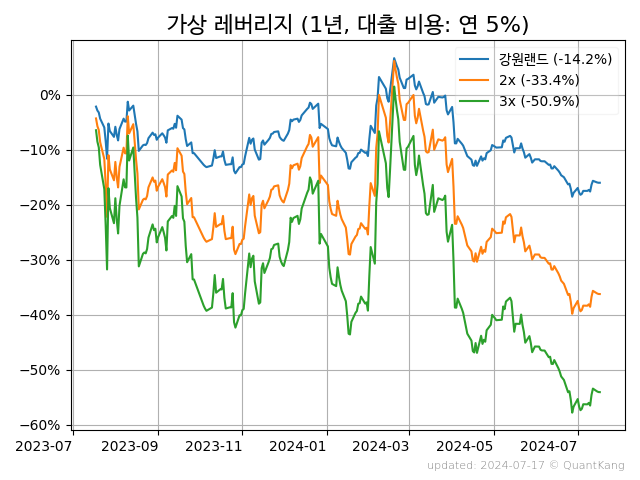 가상 레버리지 (1년, 대출 비용: 연 5%)
강원랜드 (-14.2%)
2x (-33.4%)
3x (-50.9%)
0%
−10%
−20%
−30%
−40%
−50%
−60%
2023-07 2023-09 2023-11 2024-01 2024-03 2024-05 2024-07
updated: 2024-07-17 © QuantKang